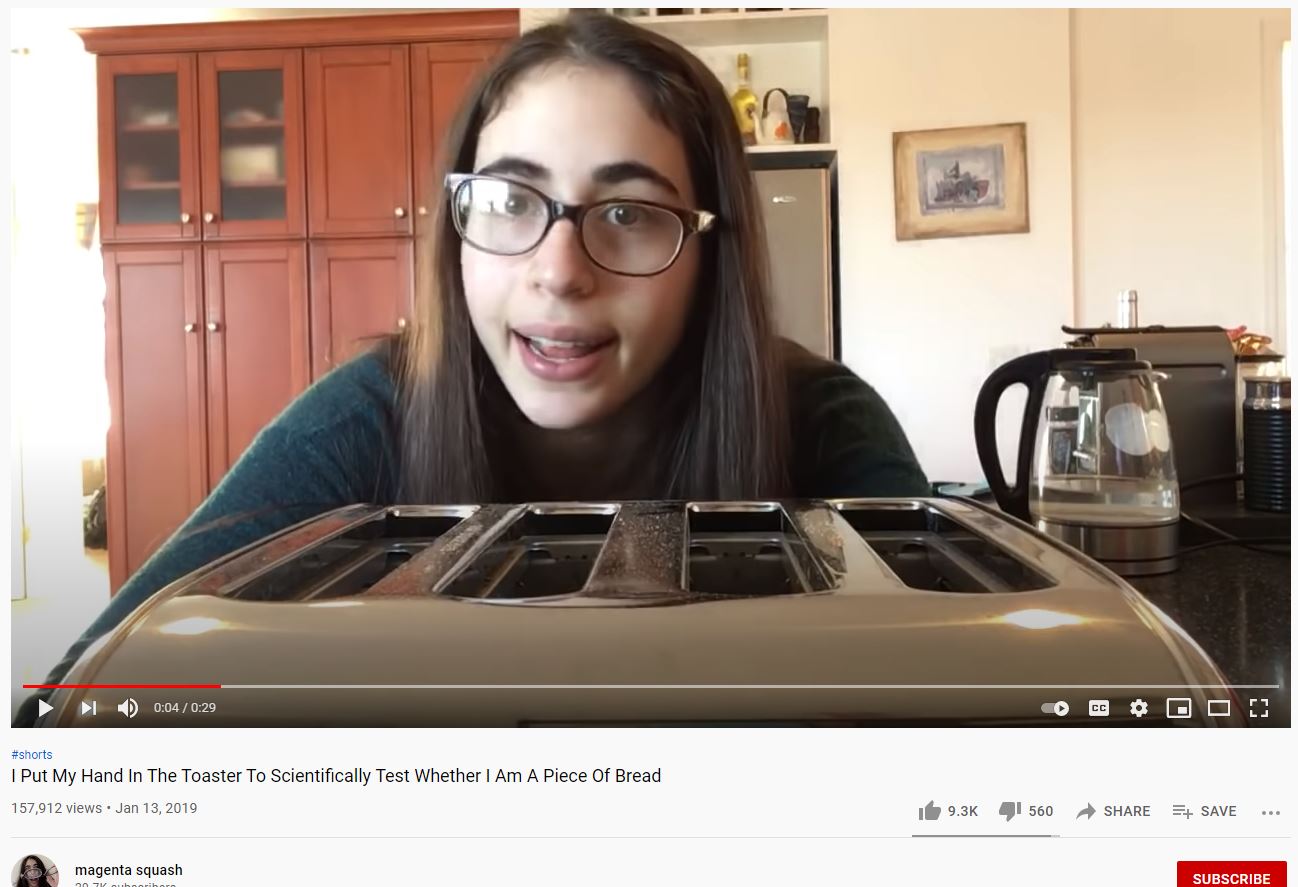 0:04 / 0:29
CC
#shorts
I Put My Hand In The Toaster To Scientifically Test Whether I Am A Piece Of Bread
157,912 views • Jan 13, 2019
9.3K 560 SHARE SAVE
magenta squash
SUBSCRIBE